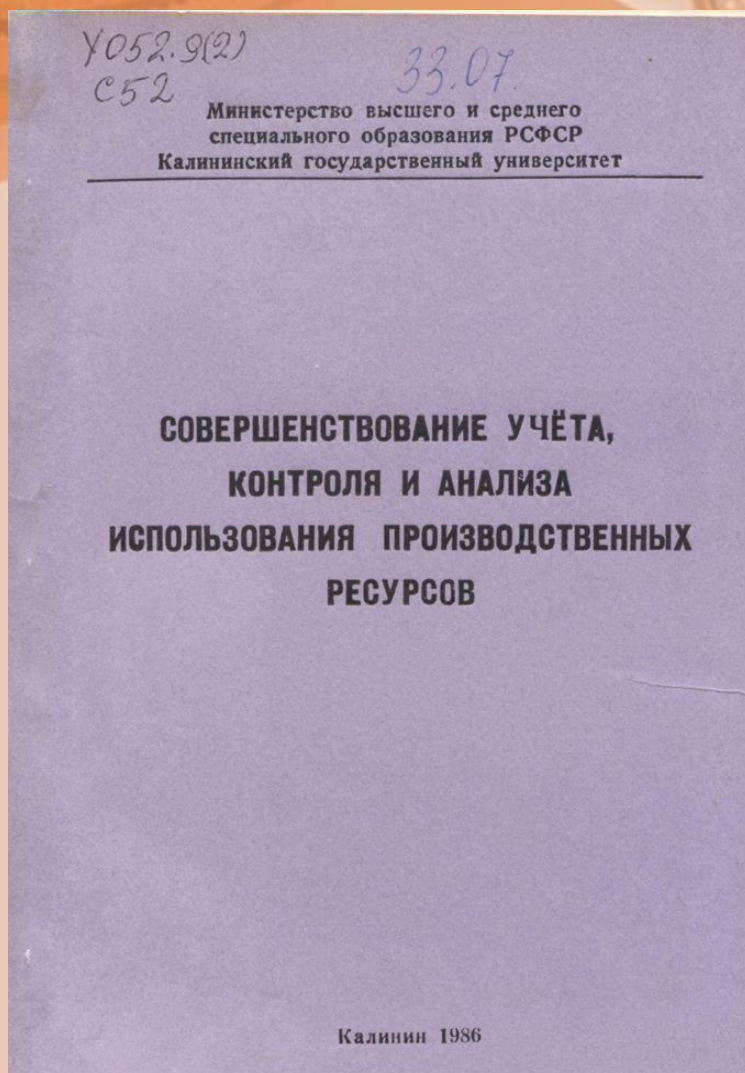 У052.9(2)
С52
33.07.
Министерство высшего и среднего
специального образования РСФСР
Калининский государственный университет
СОВЕРШЕНСТВОВАНИЕ УЧЁТА,
КОНТРОЛЯ И АНАЛИЗА
ИСПОЛЬЗОВАНИЯ ПРОИЗВОДСТВЕННЫХ
РЕСУРСОВ
Калинин 1986